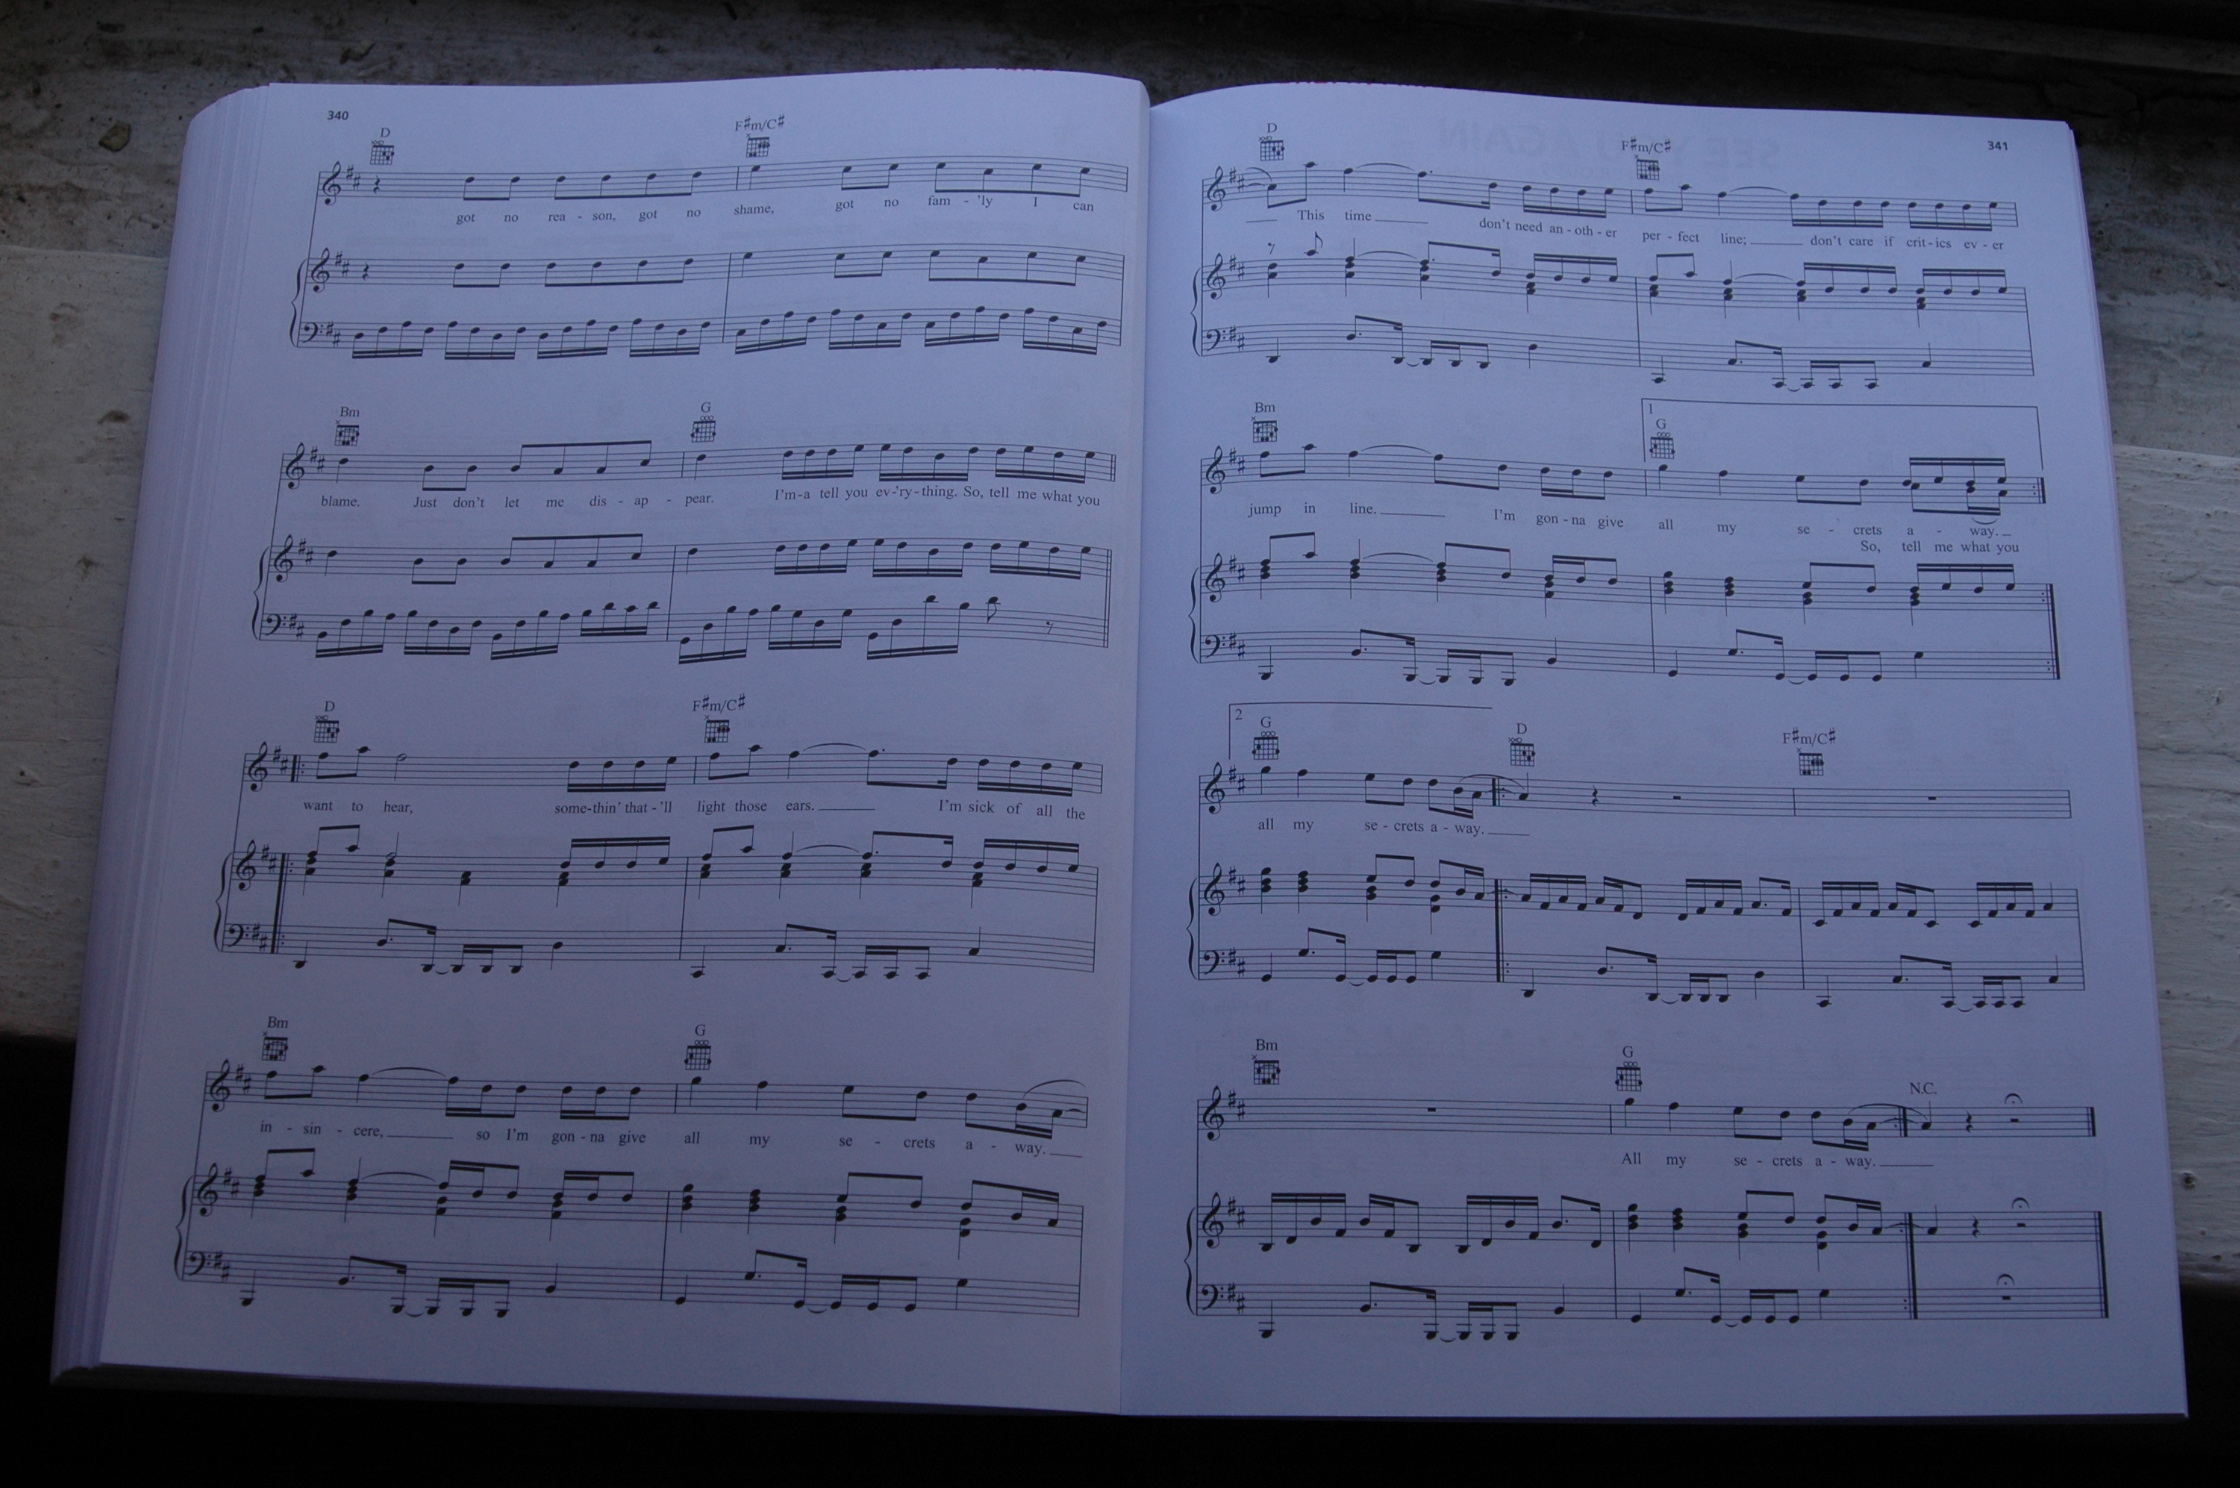 340
D F#m/C#
got no rea - son, got no shame, got no fam - 'ly I can
Bm G
blame. Just don't let me dis - ap - pear. I'm-a tell you ev-'ry-thing. So, tell me what you
D F#m/C#
want to hear, some-thin' that-'ll light those ears. I'm sick of all the
Bm G
in - sin - cere, so I'm gon - na give all my se - crets a - way.
341
D F#m/C#
This time don't need an - oth - er per - fect line; don't care if crit - ics ev - er
1
Bm G
jump in line. I'm gon - na give all my se - crets a - way.
So, tell me what you
2
G D F#m/C#
all my se - crets a - way.
Bm G N.C.
All my se - crets a - way.